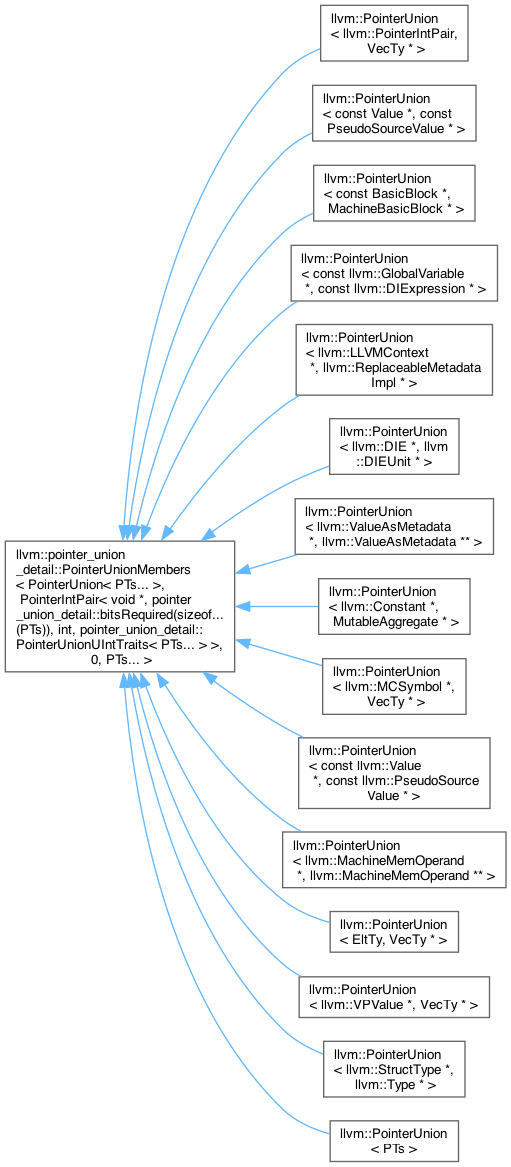 llvm::PointerUnion
< llvm::PointerIntPair,
VecTy * >
llvm::PointerUnion
< const Value *, const
PseudoSourceValue * >
llvm::PointerUnion
< const BasicBlock *,
MachineBasicBlock * >
llvm::PointerUnion
< const llvm::GlobalVariable
*, const llvm::DIExpression * >
llvm::PointerUnion
< llvm::LLVMContext
*, llvm::ReplaceableMetadata
Impl * >
llvm::PointerUnion
< llvm::DIE *, llvm
::DIEUnit * >
llvm::PointerUnion
< llvm::ValueAsMetadata
*, llvm::ValueAsMetadata ** >
llvm::pointer_union
_detail::PointerUnionMembers
< PointerUnion< PTs... >,
PointerIntPair< void *, pointer
_union_detail::bitsRequired(sizeof...
(PTs)), int, pointer_union_detail::
PointerUnionUIntTraits< PTs... > >,
0, PTs... >
llvm::PointerUnion
< llvm::Constant *,
MutableAggregate * >
llvm::PointerUnion
< llvm::MCSymbol *,
VecTy * >
llvm::PointerUnion
< const llvm::Value
*, const llvm::PseudoSource
Value * >
llvm::PointerUnion
< llvm::MachineMemOperand
*, llvm::MachineMemOperand ** >
llvm::PointerUnion
< EltTy, VecTy * >
llvm::PointerUnion
< llvm::VPValue *, VecTy * >
llvm::PointerUnion
< llvm::StructType *,
llvm::Type * >
llvm::PointerUnion
< PTs >